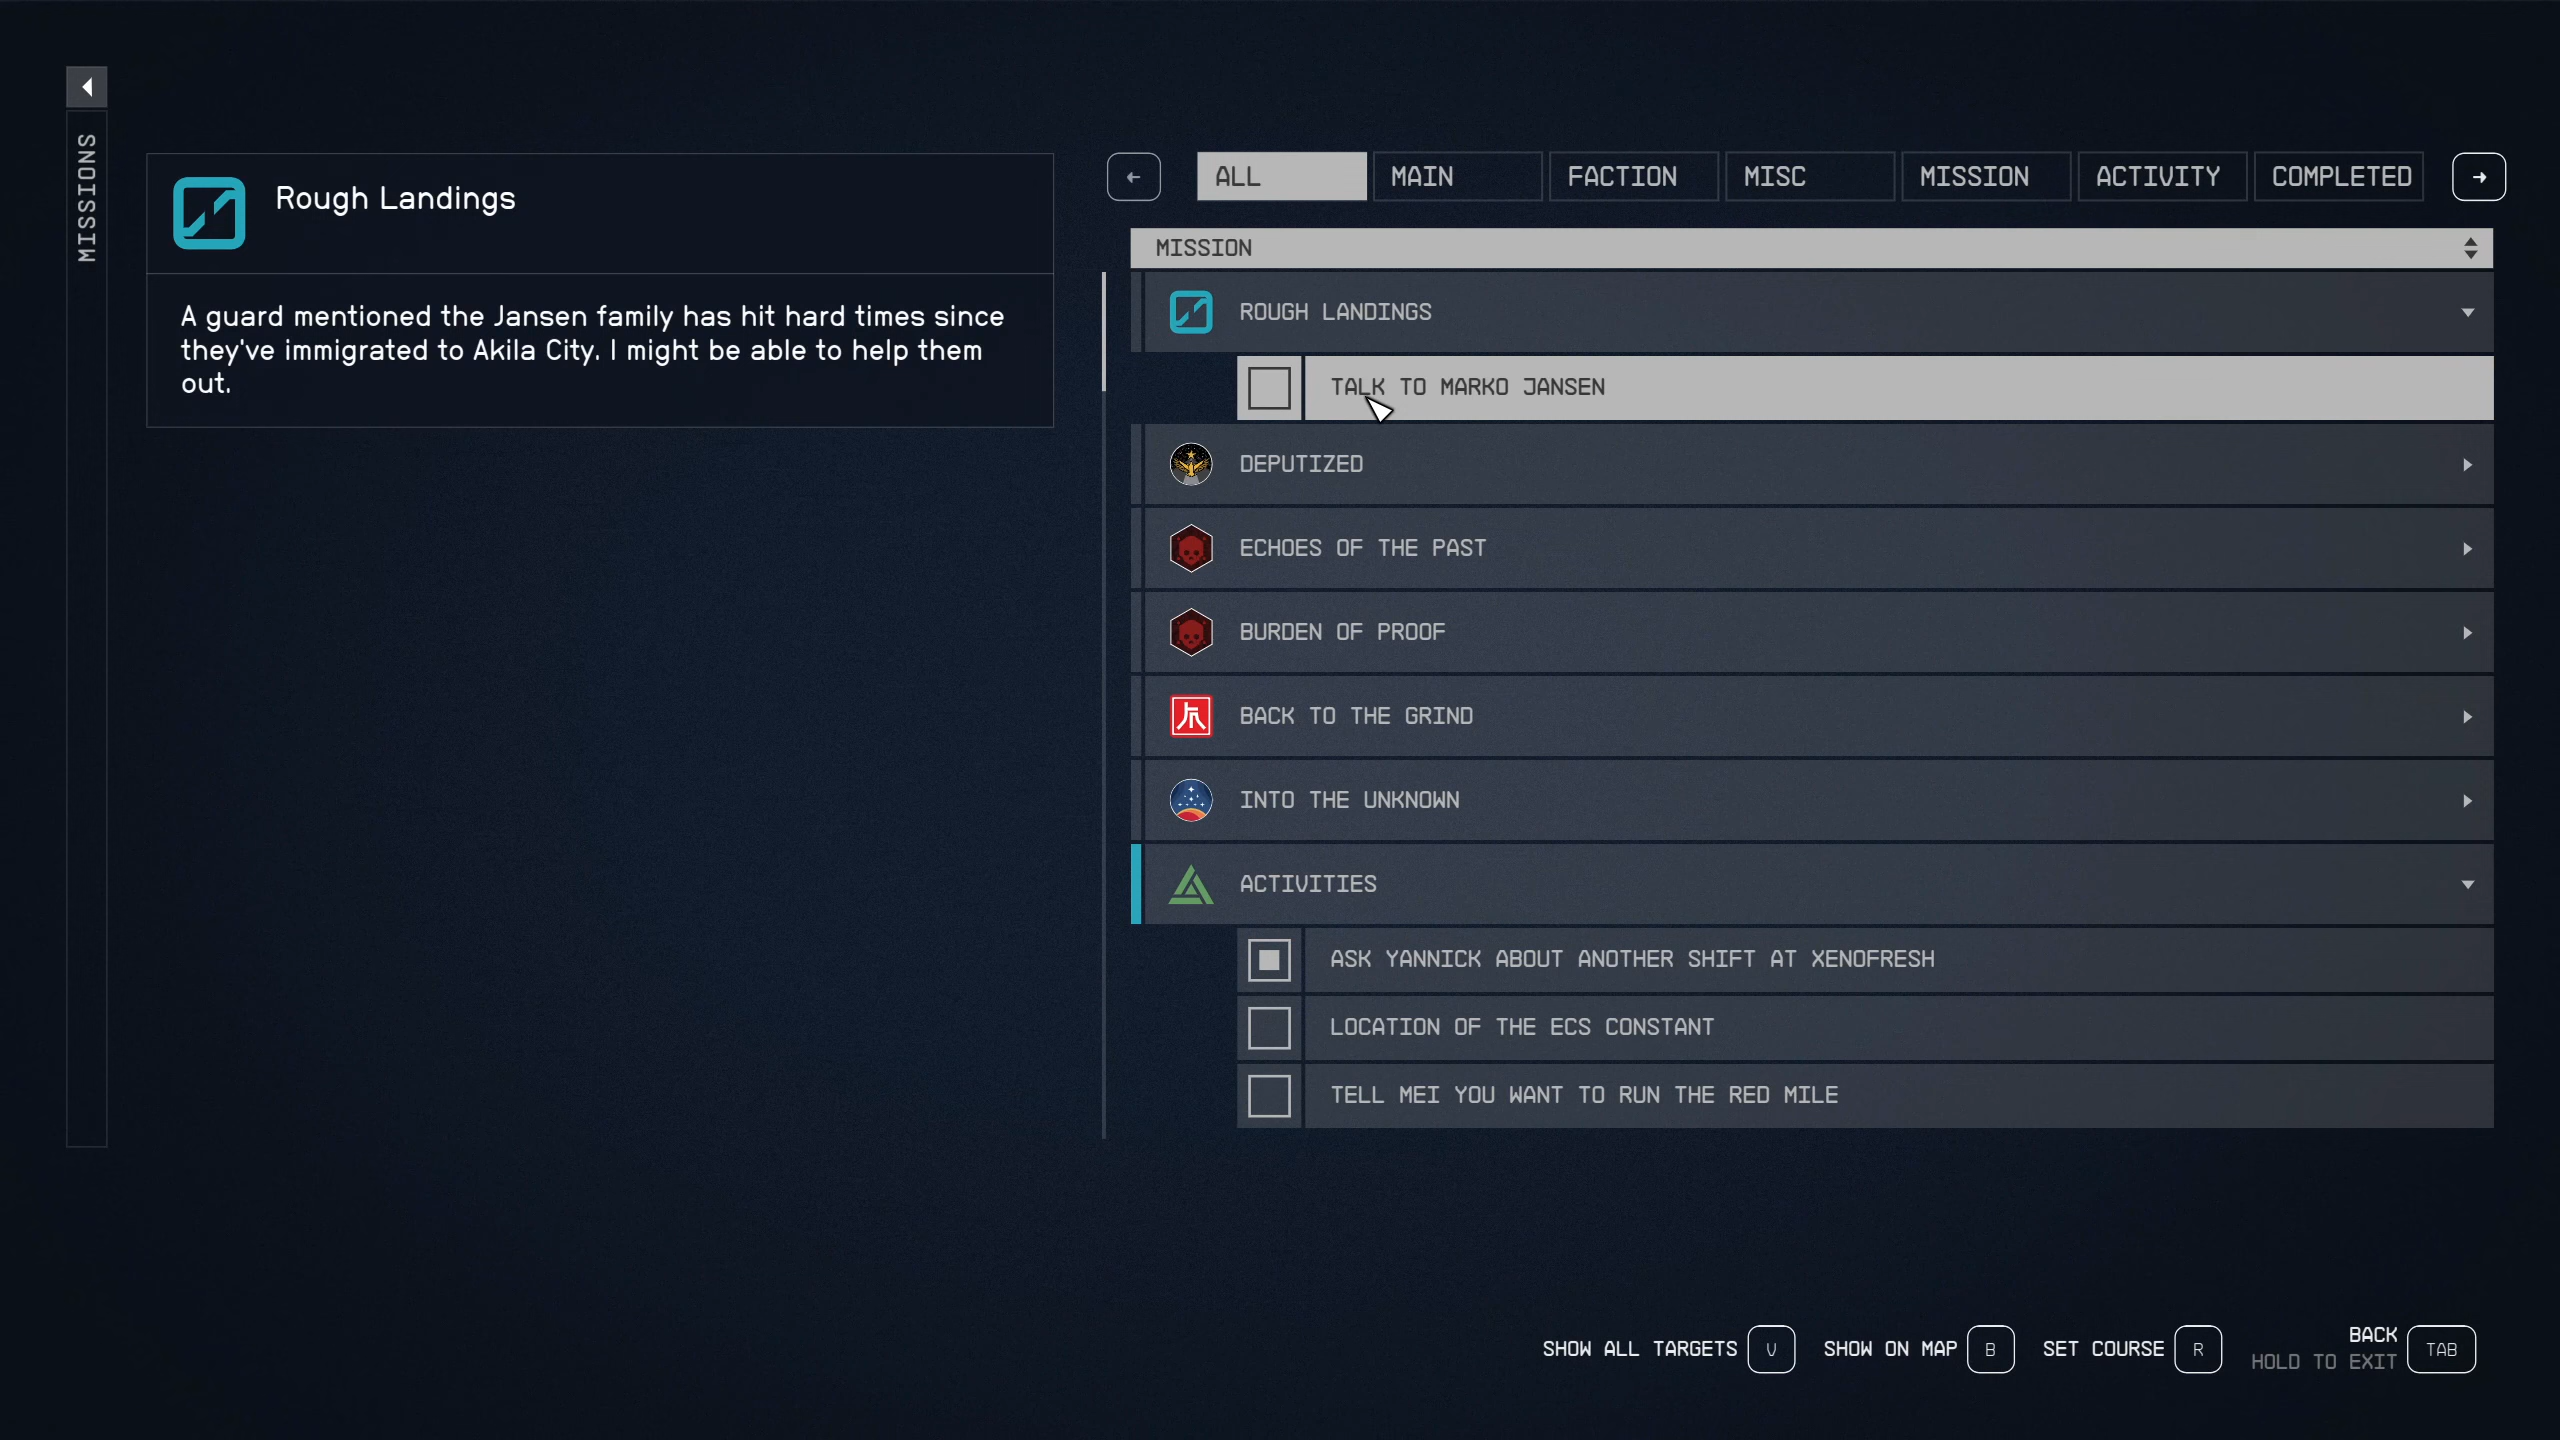 MISSIONS
Rough Landings
A guard mentioned the Jansen family has hit hard times since
they've immigrated to Akila City. I might be able to help them
out.
ALL
MAIN
FACTION
MISC
MISSION
ACTIVITY
COMPLETED
MISSION
ROUGH LANDINGS
TALK TO MARKO JANSEN
DEPUTIZED
ECHOES OF THE PAST
BURDEN OF PROOF
BACK TO THE GRIND
INTO THE UNKNOWN
ACTIVITIES
ASK YANNICK ABOUT ANOTHER SHIFT AT XENOFRESH
LOCATION OF THE ECS CONSTANT
TELL MEI YOU WANT TO RUN THE RED MILE
SHOW ALL TARGETS V
SHOW ON MAP B
SET COURSE R
BACK
HOLD TO EXIT
TAB